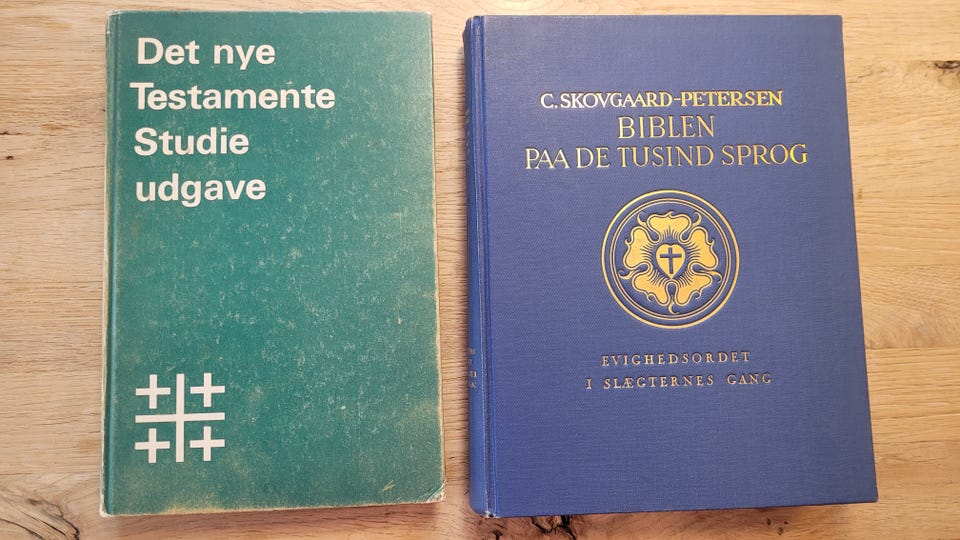 Det nye
Testamente
Studie
udgave
C. SKOVGAARD-PETERSEN
BIBLEN
PAA DE TUSIND SPROG
EVIGHEDSORDET
I SLÆGTERNES GANG